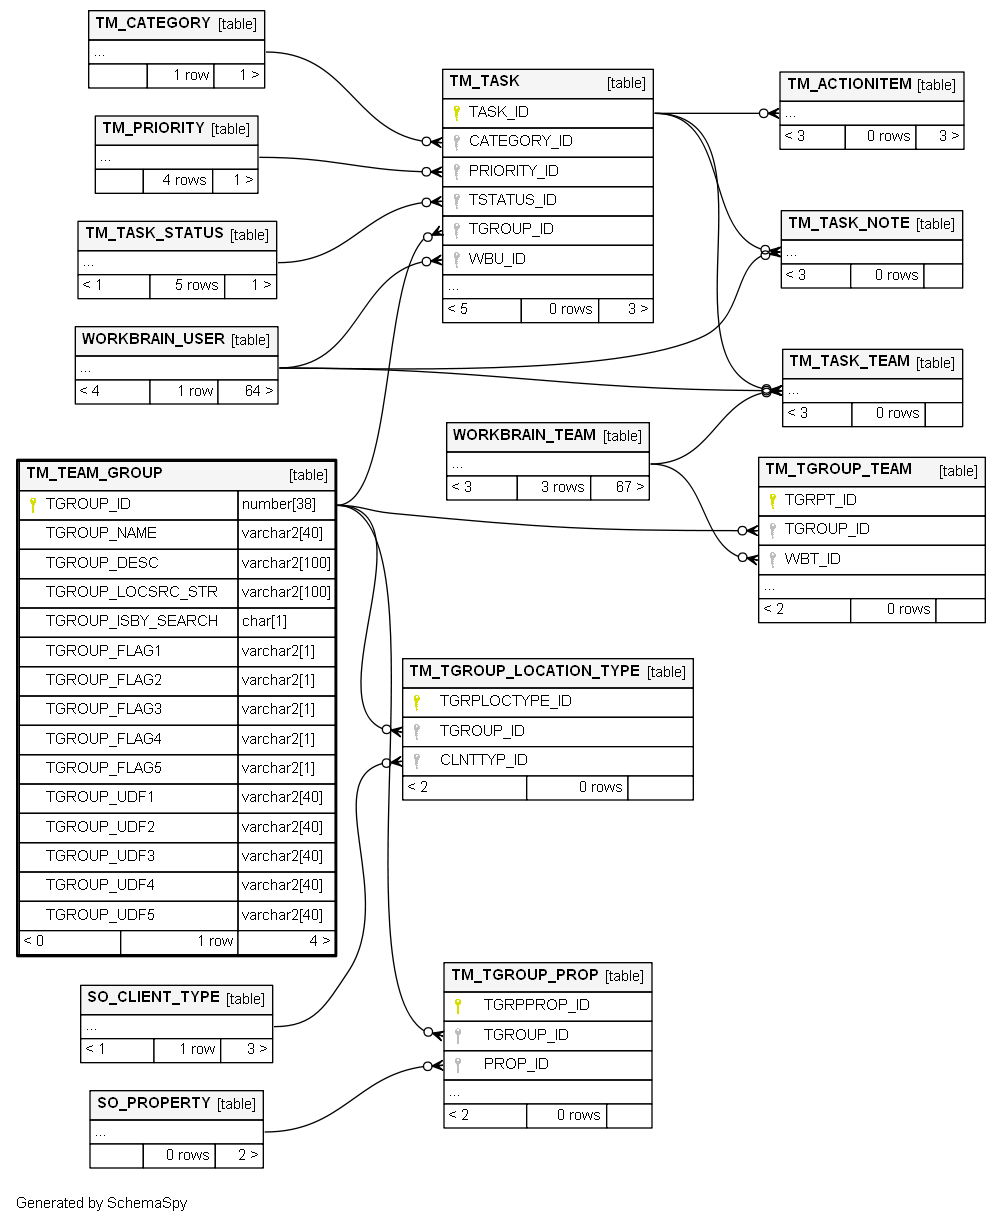 TM_CATEGORY [table]
...
1 row 1 >
TM_PRIORITY [table]
...
4 rows 1 >
TM_TASK_STATUS [table]
...
< 1 5 rows 1 >
WORKBRAIN_USER [table]
...
< 4 1 row 64 >
TM_TASK [table]
TASK_ID
CATEGORY_ID
PRIORITY_ID
TSTATUS_ID
TGROUP_ID
WBU_ID
...
< 5 0 rows 3 >
TM_ACTIONITEM [table]
...
< 3 0 rows 3 >
TM_TASK_NOTE [table]
...
< 3 0 rows
TM_TASK_TEAM [table]
...
< 3 0 rows
WORKBRAIN_TEAM [table]
...
< 3 3 rows 67 >
TM_TGROUP_TEAM [table]
TGRPT_ID
TGROUP_ID
WBT_ID
...
< 2 0 rows
TM_TEAM_GROUP [table]
TGROUP_ID number[38]
TGROUP_NAME varchar2[40]
TGROUP_DESC varchar2[100]
TGROUP_LOCSRC_STR varchar2[100]
TGROUP_ISBY_SEARCH char[1]
TGROUP_FLAG1 varchar2[1]
TGROUP_FLAG2 varchar2[1]
TGROUP_FLAG3 varchar2[1]
TGROUP_FLAG4 varchar2[1]
TGROUP_FLAG5 varchar2[1]
TGROUP_UDF1 varchar2[40]
TGROUP_UDF2 varchar2[40]
TGROUP_UDF3 varchar2[40]
TGROUP_UDF4 varchar2[40]
TGROUP_UDF5 varchar2[40]
< 0 1 row 4 >
TM_TGROUP_LOCATION_TYPE [table]
TGRPLOCTYPE_ID
TGROUP_ID
CLNTTYP_ID
< 2 0 rows
SO_CLIENT_TYPE [table]
...
< 1 1 row 3 >
TM_TGROUP_PROP [table]
TGRPPROP_ID
TGROUP_ID
PROP_ID
...
< 2 0 rows
SO_PROPERTY [table]
...
0 rows 2 >
Generated by SchemaSpy